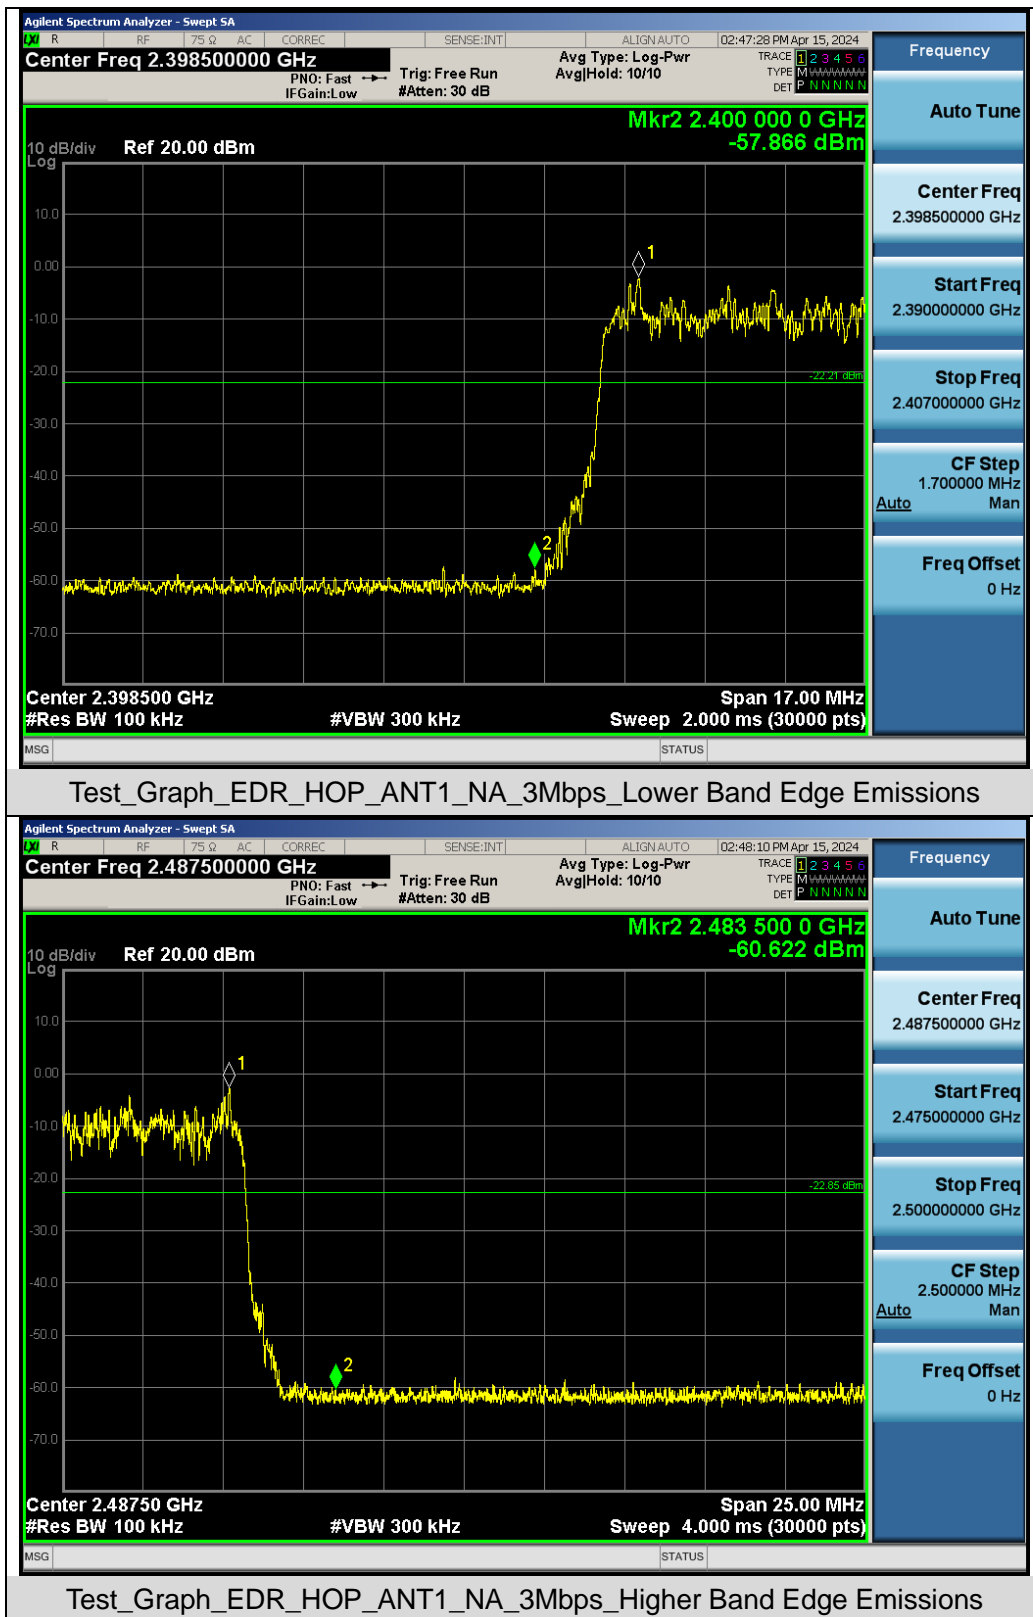 Agilent Spectrum Analyzer - Swept SA
LXI R RF 75 Ω AC CORREC SENSE:INT ALIGN AUTO 02:47:28 PM Apr 15, 2024
Center Freq 2.398500000 GHz
PNO: Fast
IFGain:Low
Trig: Free Run
#Atten: 30 dB
Avg Type: Log-Pwr
Avg|Hold: 10/10
TRACE 1 2 3 4 5 6
TYPE M WWWWW
DET P N N N N N
Mkr2 2.400 000 0 GHz
-57.866 dBm
10 dB/div Ref 20.00 dBm
Log
10.0
0.00
-10.0
-20.0
-30.0
-40.0
-50.0
-60.0
-70.0
1
-22.21 dBm
2
Center 2.398500 GHz Span 17.00 MHz
#Res BW 100 kHz #VBW 300 kHz Sweep 2.000 ms (30000 pts)
MSG STATUS
Frequency
Auto Tune
Center Freq
2.398500000 GHz
Start Freq
2.390000000 GHz
Stop Freq
2.407000000 GHz
CF Step
1.700000 MHz
Auto Man
Freq Offset
0 Hz
Test_Graph_EDR_HOP_ANT1_NA_3Mbps_Lower Band Edge Emissions
Agilent Spectrum Analyzer - Swept SA
LXI R RF 75 Ω AC CORREC SENSE:INT ALIGN AUTO 02:48:10 PM Apr 15, 2024
Center Freq 2.487500000 GHz
PNO: Fast
IFGain:Low
Trig: Free Run
#Atten: 30 dB
Avg Type: Log-Pwr
Avg|Hold: 10/10
TRACE 1 2 3 4 5 6
TYPE M WWWWW
DET P N N N N N
Mkr2 2.483 500 0 GHz
-60.622 dBm
10 dB/div Ref 20.00 dBm
Log
10.0
0.00
-10.0
-20.0
-30.0
-40.0
-50.0
-60.0
-70.0
1
-22.85 dBm
2
Center 2.48750 GHz Span 25.00 MHz
#Res BW 100 kHz #VBW 300 kHz Sweep 4.000 ms (30000 pts)
MSG STATUS
Frequency
Auto Tune
Center Freq
2.487500000 GHz
Start Freq
2.475000000 GHz
Stop Freq
2.500000000 GHz
CF Step
2.500000 MHz
Auto Man
Freq Offset
0 Hz
Test_Graph_EDR_HOP_ANT1_NA_3Mbps_Higher Band Edge Emissions